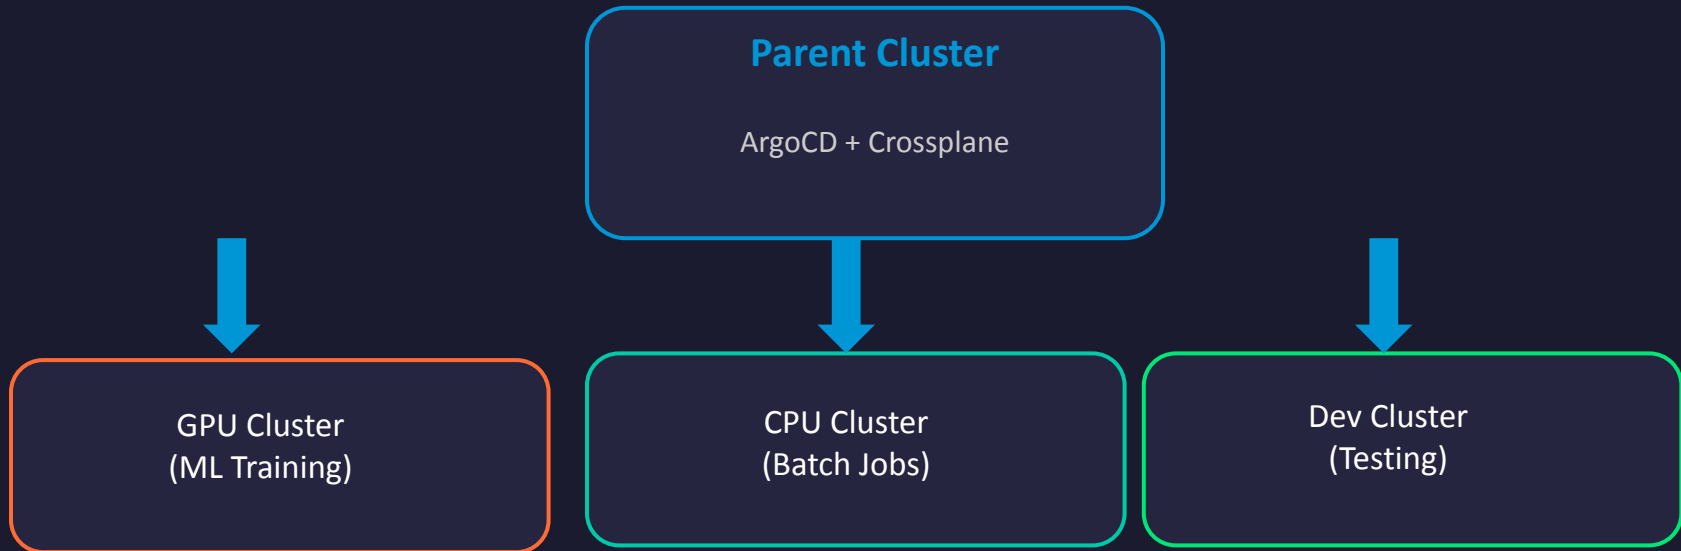 Parent Cluster
ArgoCD + Crossplane
GPU Cluster
(ML Training)
CPU Cluster
(Batch Jobs)
Dev Cluster
(Testing)